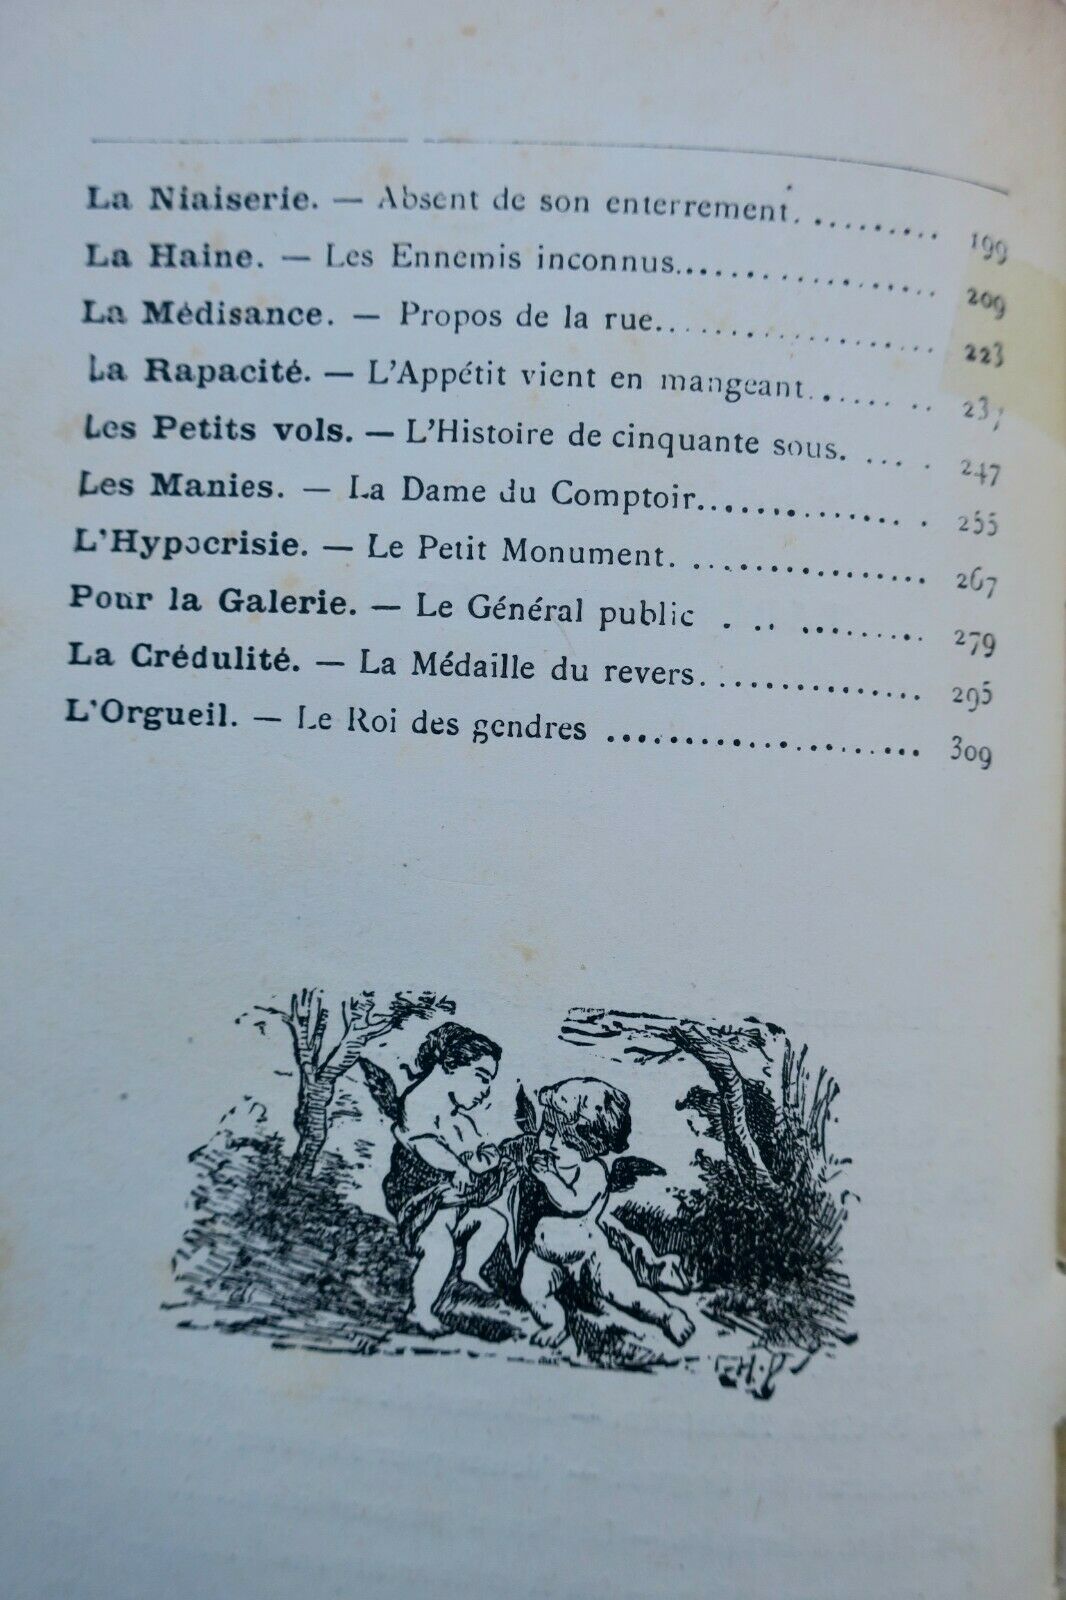 La Niaiserie. — Absent de son enterrement. ......... 199
La Haine. — Les Ennemis inconnus.................. 209
La Médisance. — Propos de la rue.................. 223
La Rapacité. — L'Appétit vient en mangeant....... .. 237
Les Petits vols. — L'Histoire de cinquante sous. .... . 247
Les Manies. — La Dame du Comptoir.............. . 255
L'Hypocrisie. — Le Petit Monument. ............... 267
Pour la Galerie. — Le Général public . .. ........ 279
La Crédulité. — La Médaille du revers. .............. 295
L'Orgueil. — Le Roi des gendres .................... 309